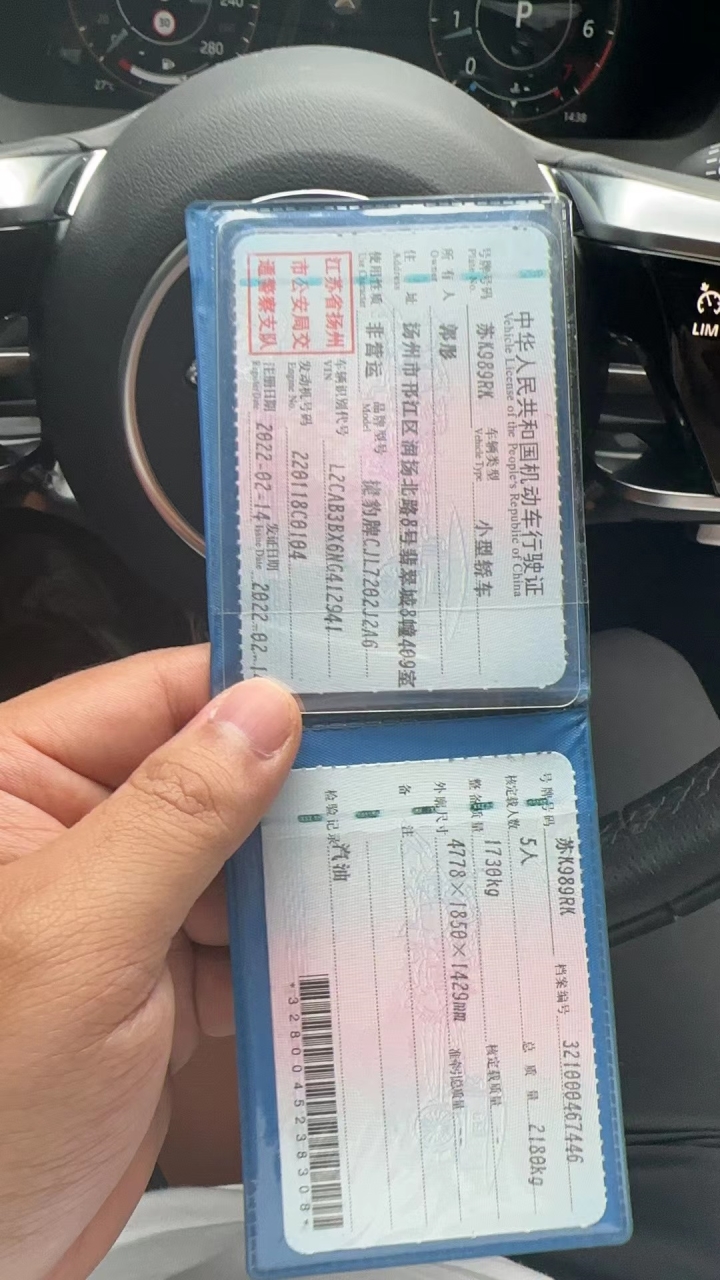 240
280
27℃
1
0
P
6
7
1438
LIM
中华人民共和国机动车行驶证
Vehicle License of the People's Republic of China
号牌号码 苏K989RK 车辆类型 小型轿车
Plate No. Vehicle Type
所有人 郭彤
Owner
住址 扬州市邗江区润扬北路8号翡翠城8幢409室
Address
使用性质 非营运 品牌型号 捷豹牌CJL7202J2AG
Use Character Model
江苏省扬州
市公安局交
通警察支队
车辆识别代号 L2CAB3BX6NG412941
VIN
发动机号码 220118C0104
Engine No.
注册日期 2022-02-14 发证日期 2022-02-14
Register Date Issue Date
号牌号码 苏K989RK 档案编号 321000467446
核定载人数 5人 总质量 2180kg
整备质量 1730kg 核定载质量
外廓尺寸 4778×1850×1429mm 准牵引总质量
备注
检验记录 汽油
*3280045238308*